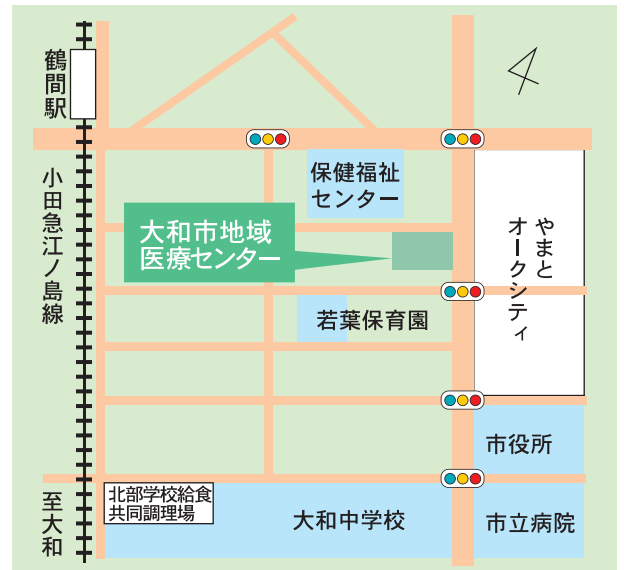 鶴間駅
保健福祉
センター
小田急江ノ島線
大和市地域
医療センター
やまと
オークシティ
若葉保育園
市役所
北部学校給食
共同調理場
大和中学校
市立病院
至大和